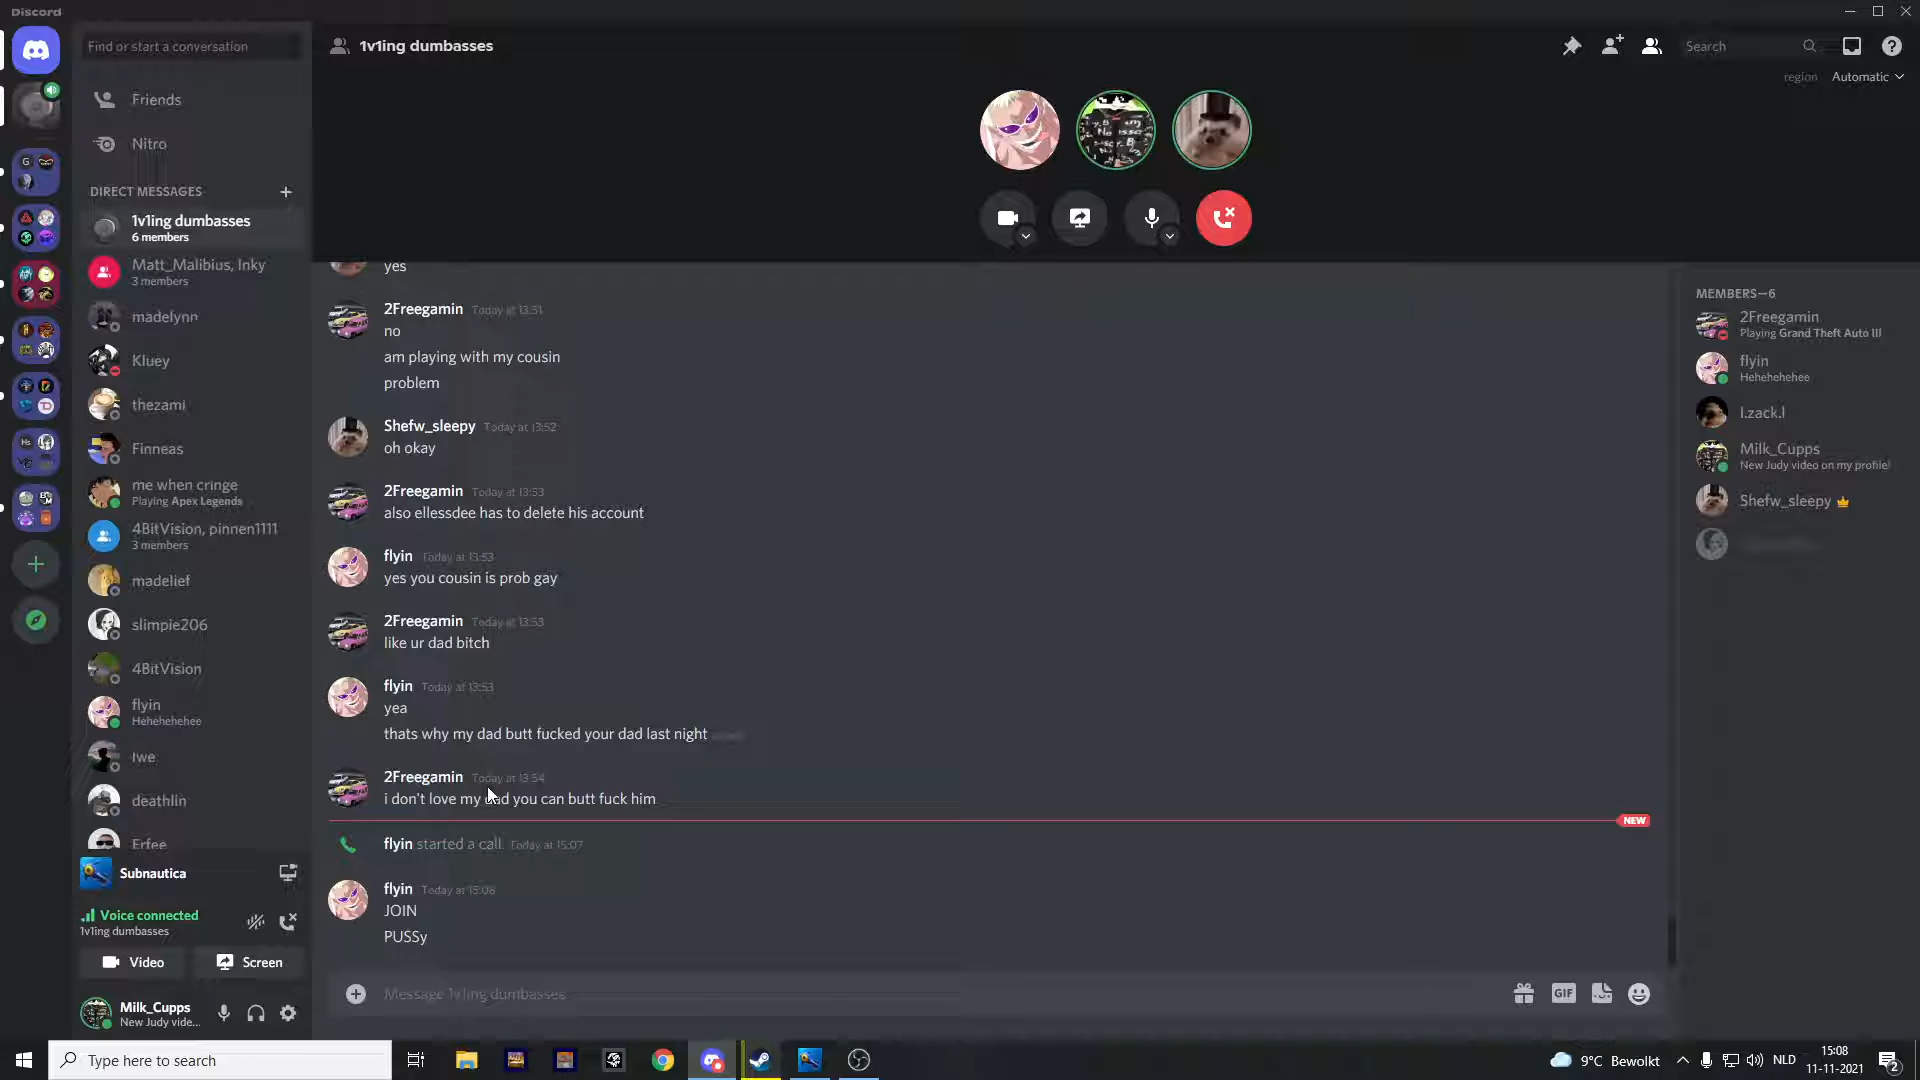 Discord
Find or start a conversation
1v1ing dumbasses
Search
region
Automatic
Friends
Nitro
DIRECT MESSAGES
1v1ing dumbasses
6 members
Matt_Malibius, Inky
3 members
madelynn
Kluey
thezami
Finneas
me when cringe
Playing Apex Legends
4BitVision, pinnen1111
3 members
madelief
slimpie206
4BitVision
flyin
Hehehehehee
Iwe
deathlin
Erfee
Subnautica
Voice connected
1v1ing dumbasses
Video
Screen
Milk_Cupps
New Judy vide...
yes
2Freegamin Today at 13:51
no
am playing with my cousin
problem
Shefw_sleepy Today at 13:52
oh okay
2Freegamin Today at 13:53
also ellessdee has to delete his account
flyin Today at 13:53
yes you cousin is prob gay
2Freegamin Today at 13:53
like ur dad bitch
flyin Today at 13:53
yea
thats why my dad butt fucked your dad last night
2Freegamin Today at 13:54
i don't love my dad you can butt fuck him
NEW
flyin started a call. Today at 15:07
flyin Today at 15:08
JOIN
PUSSy
Message 1v1ing dumbasses
GIF
MEMBERS—6
2Freegamin
Playing Grand Theft Auto III
flyin
Hehehehehee
l.zack.l
Milk_Cupps
New Judy video on my profile!
Shefw_sleepy
Type here to search
9°C Bewolkt
NLD
15:08
11-11-2021
2